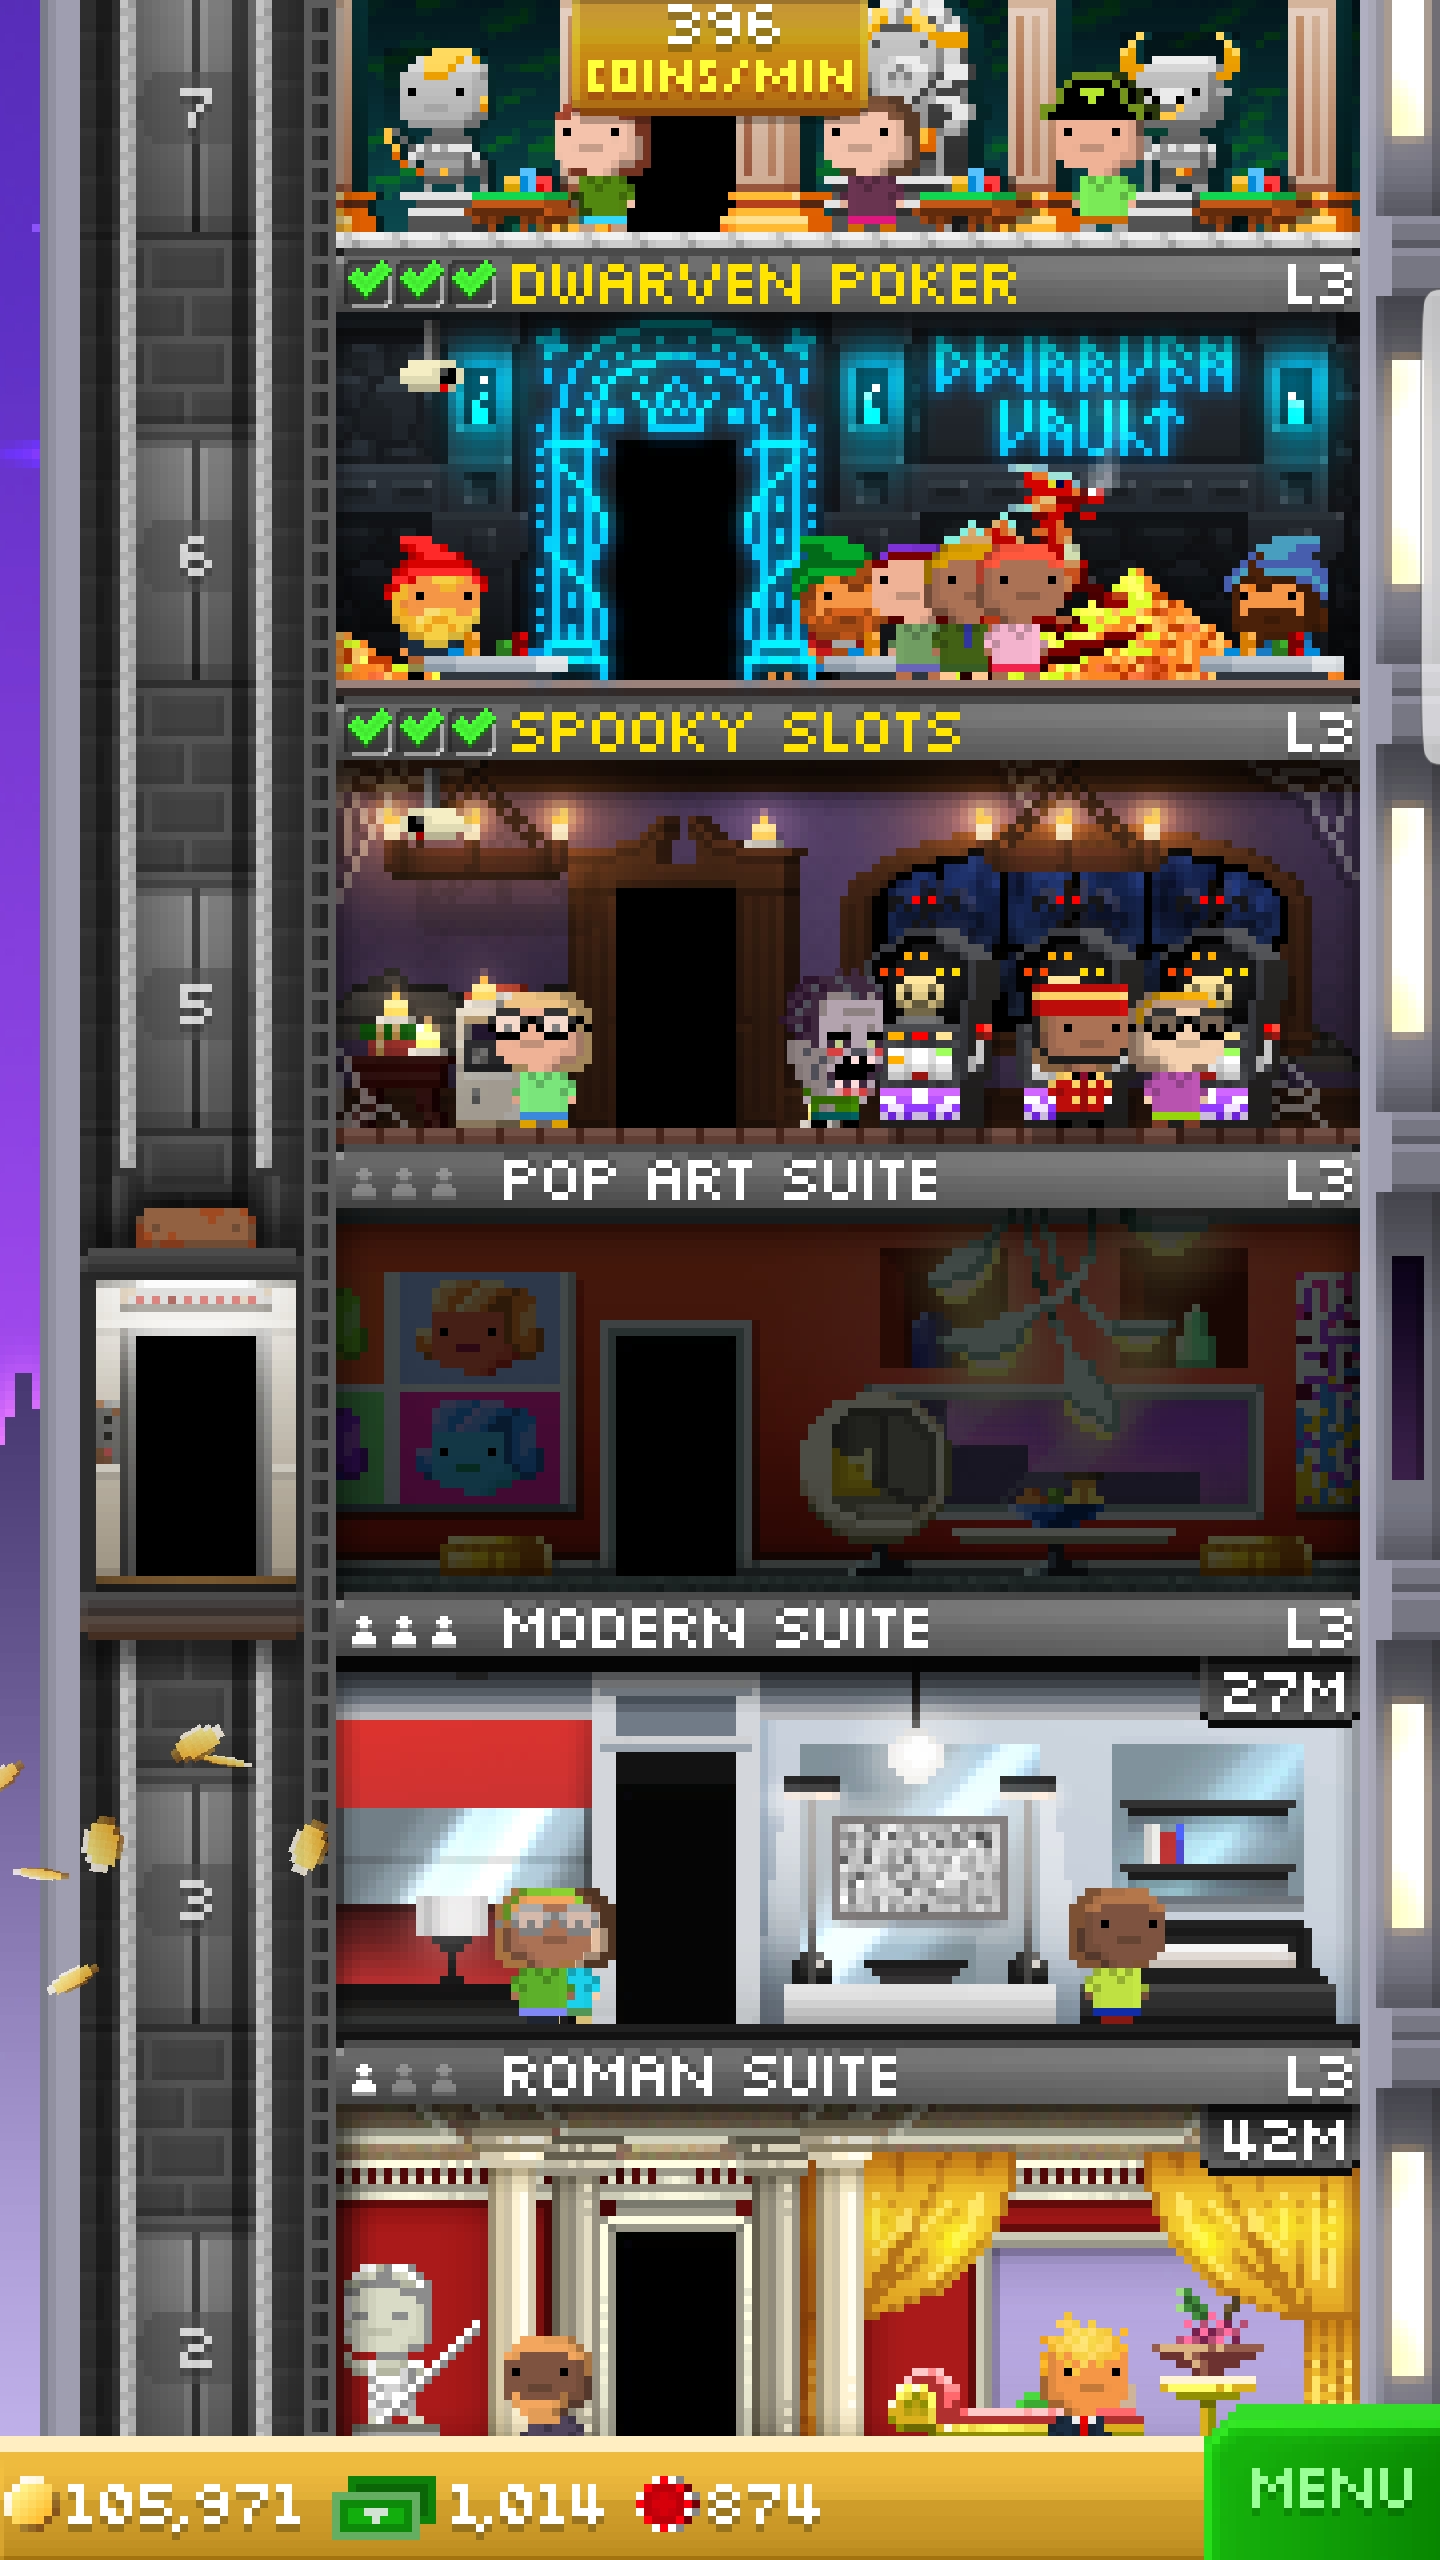 396
COINS/MIN
7
DWARVEN POKER L3
DWARVEN
VAULT
6
SPOOKY SLOTS L3
5
POP ART SUITE L3
MODERN SUITE L3
27M
3
ROMAN SUITE L3
42M
2
105,971 1,014 874 MENU